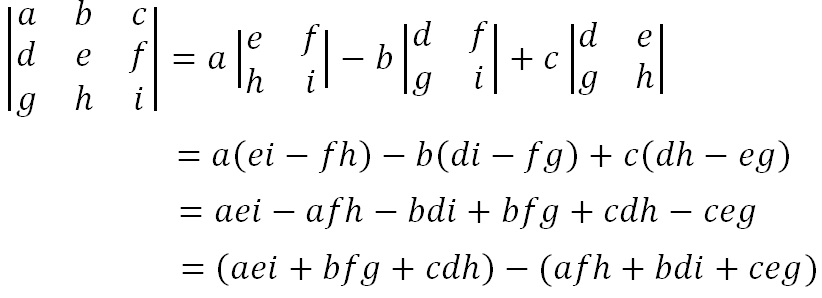 |a b c|
|d e f| = a |e f| − b |d f| + c |d e|
|g h i| |h i| |g i| |g h|
= a(ei − fh) − b(di − fg) + c(dh − eg)
= aei − afh − bdi + bfg + cdh − ceg
= (aei + bfg + cdh) − (afh + bdi + ceg)